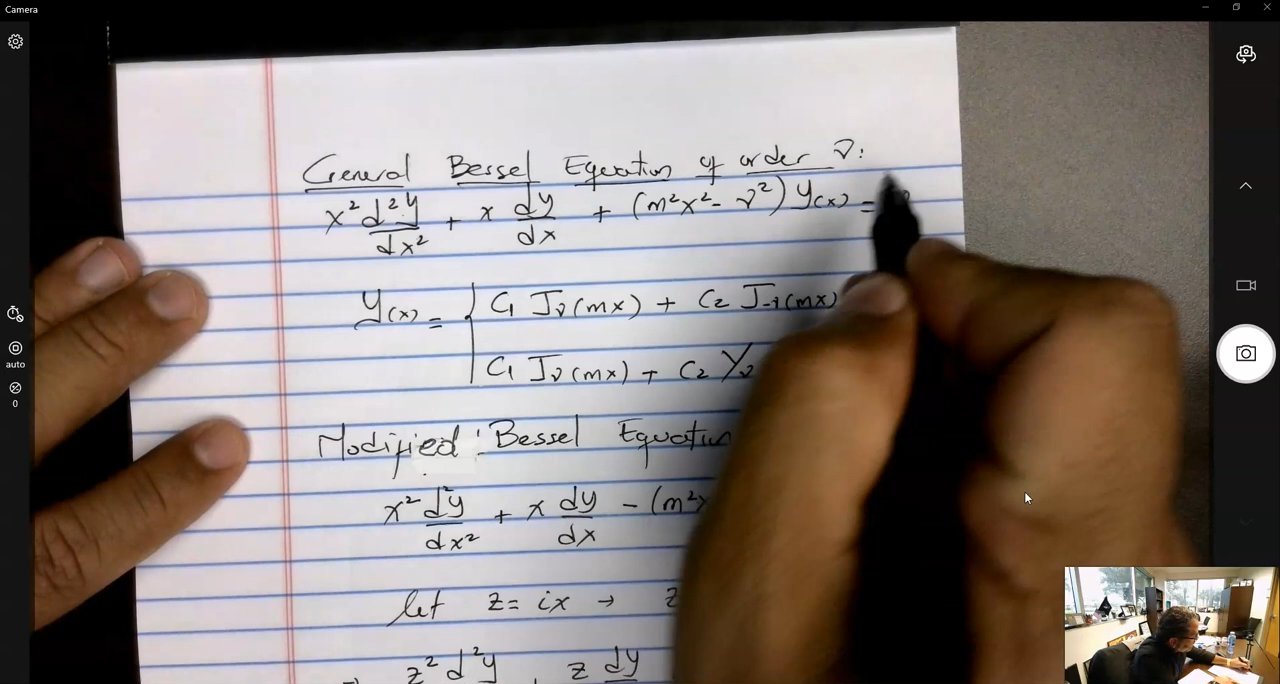 Camera
General Bessel Equation of order ν:
x² d²y/dx² + x dy/dx + (m²x² - ν²) y(x) =
y(x) = { C₁ Jν(mx) + C₂ J-ν(mx)
C₁ Jν(mx) + C₂ Yν
Modified Bessel Equation
x² d²y/dx² + x dy/dx - (m²
let z = ix → z
z² d²y z dy
auto
0